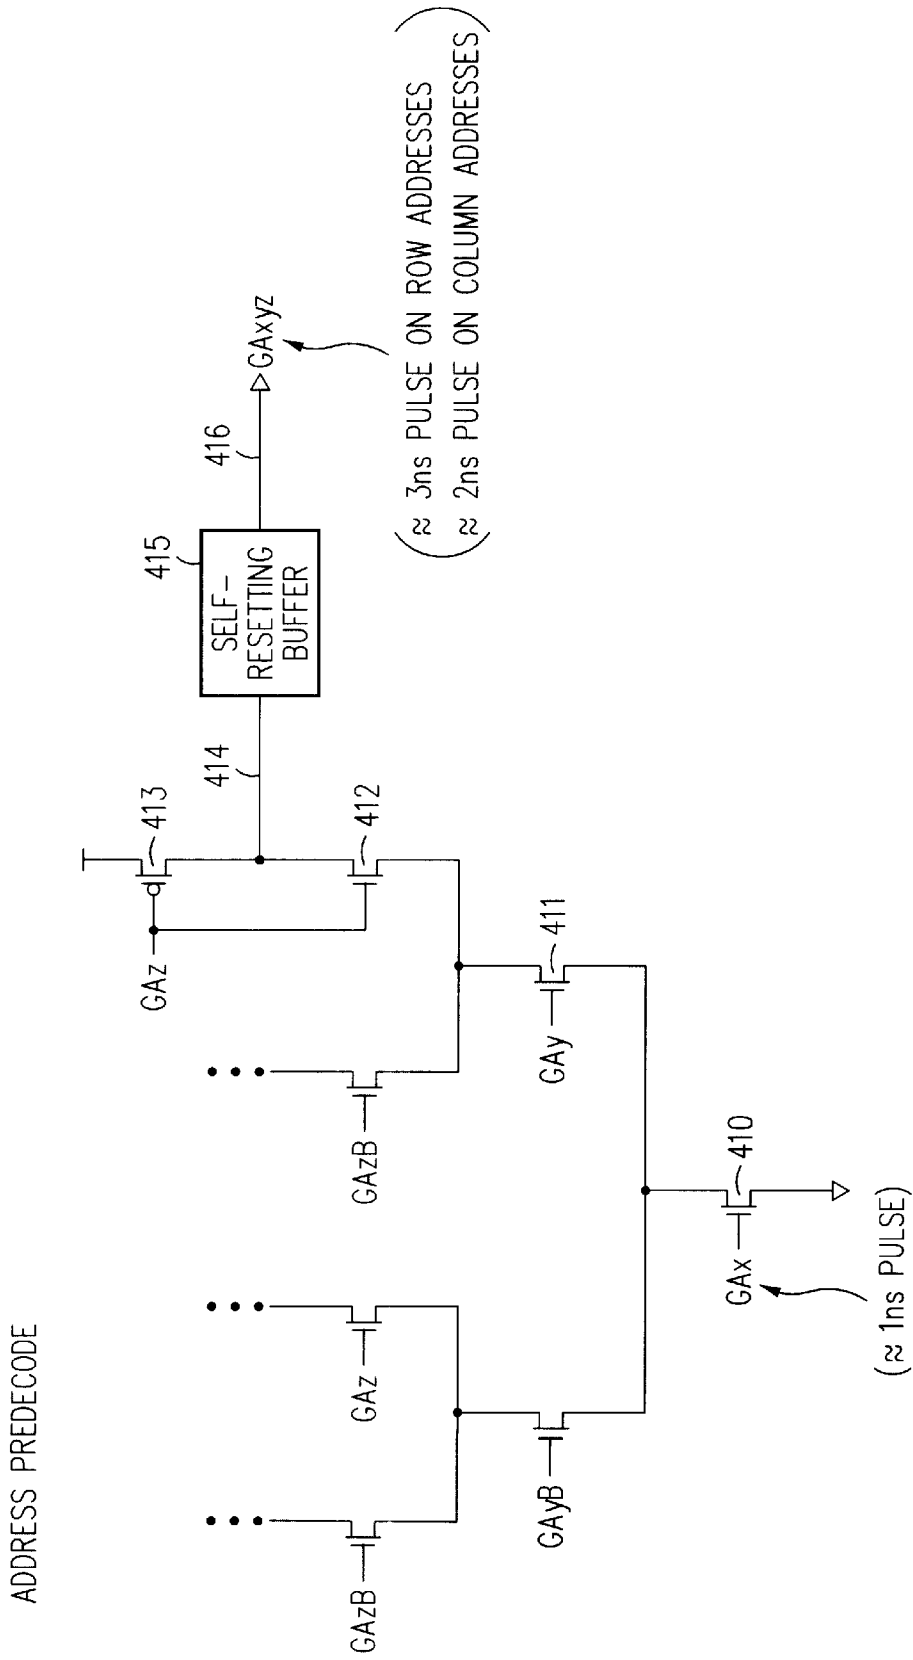 ADDRESS PREDECODE
GAz
413
414
415
SELF-
RESETTING
BUFFER
416
GAxyz
412
≈ 3ns PULSE ON ROW ADDRESSES
≈ 2ns PULSE ON COLUMN ADDRESSES
GAzB
GAz
GAzB
GAyB
GAy
411
GAx
410
(≈ 1ns PULSE)